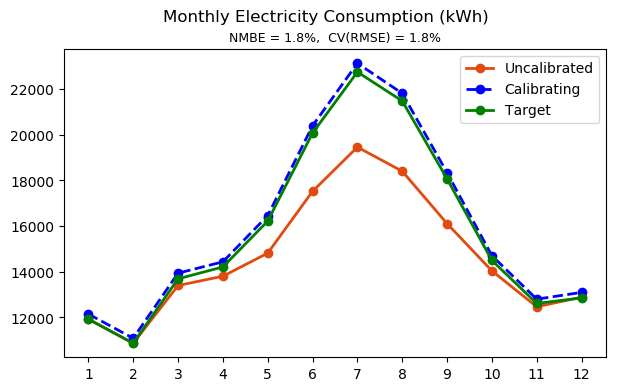 Monthly Electricity Consumption (kWh)
NMBE = 1.8%,  CV(RMSE) = 1.8%
Uncalibrated
Calibrating
Target
22000
20000
18000
16000
14000
12000
1 2 3 4 5 6 7 8 9 10 11 12